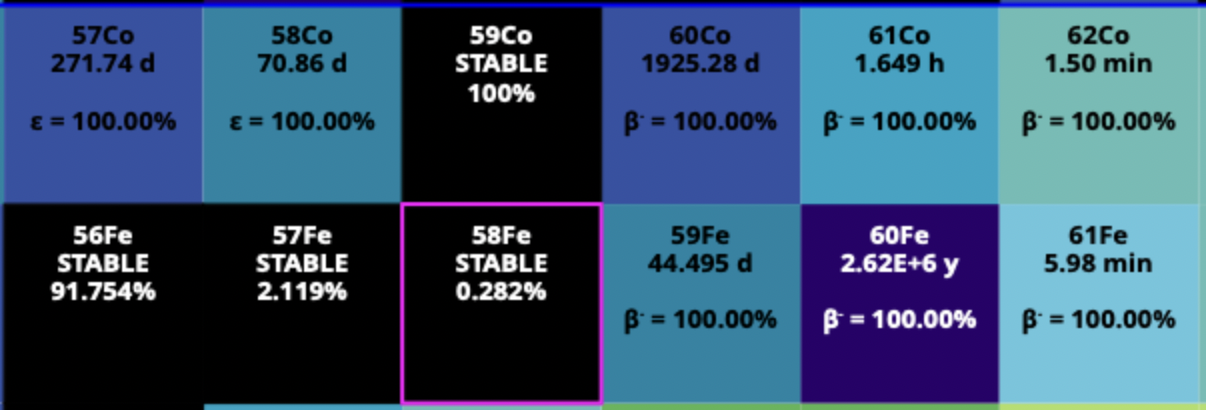 57Co
271.74 d
ε = 100.00%
58Co
70.86 d
ε = 100.00%
59Co
STABLE
100%
60Co
1925.28 d
β- = 100.00%
61Co
1.649 h
β- = 100.00%
62Co
1.50 min
β- = 100.00%
56Fe
STABLE
91.754%
57Fe
STABLE
2.119%
58Fe
STABLE
0.282%
59Fe
44.495 d
β- = 100.00%
60Fe
2.62E+6 y
β- = 100.00%
61Fe
5.98 min
β- = 100.00%